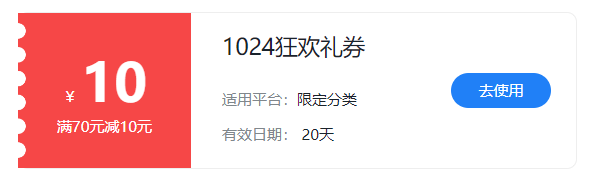 ¥ 10
满70元减10元
1024狂欢礼券
适用平台：限定分类
有效日期： 20天
去使用